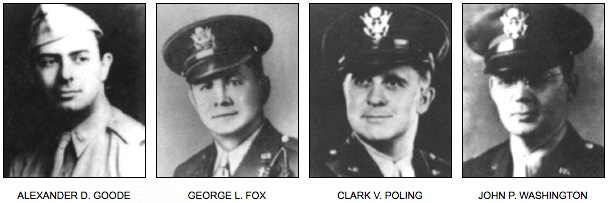 ALEXANDER D. GOODE
GEORGE L. FOX
CLARK V. POLING
JOHN P. WASHINGTON